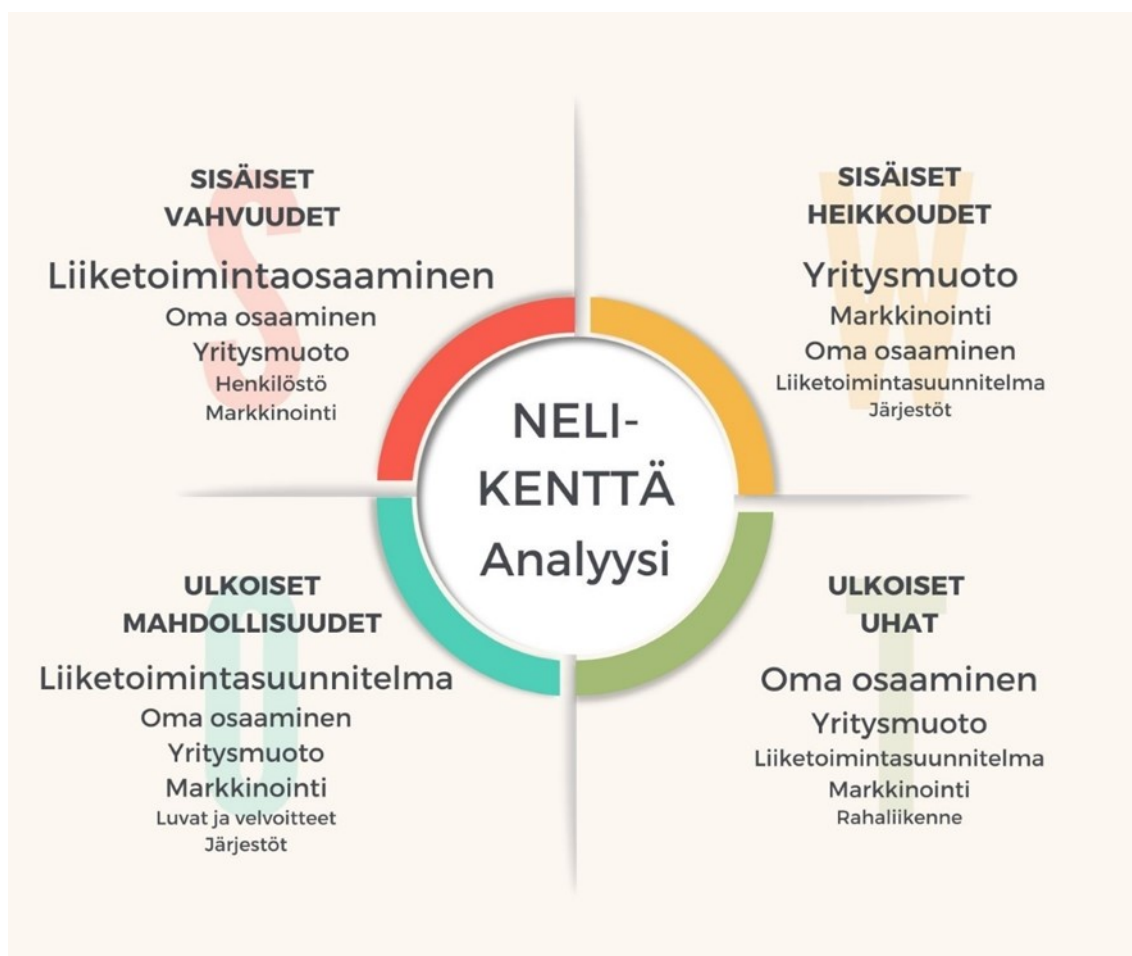 SISÄISET
VAHVUUDET
Liiketoimintaosaaminen
Oma osaaminen
Yritysmuoto
Henkilöstö
Markkinointi
SISÄISET
HEIKKOUDET
Yritysmuoto
Markkinointi
Oma osaaminen
Liiketoimintasuunnitelma
Järjestöt
NELI-
KENTTÄ
Analyysi
ULKOISET
MAHDOLLISUUDET
Liiketoimintasuunnitelma
Oma osaaminen
Yritysmuoto
Markkinointi
Luvat ja velvoitteet
Järjestöt
ULKOISET
UHAT
Oma osaaminen
Yritysmuoto
Liiketoimintasuunnitelma
Markkinointi
Rahaliikenne
S
W
O
T